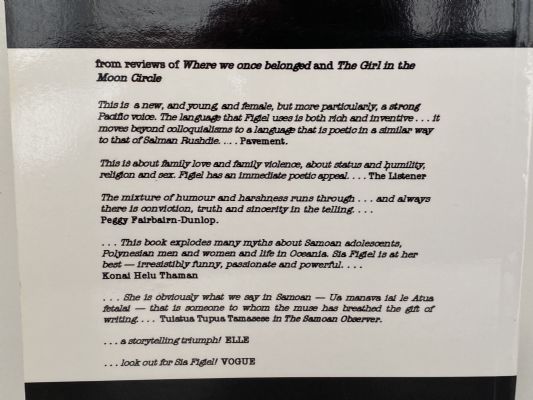 from reviews of Where we once belonged and The Girl in the
Moon Circle
This is a new, and young, and female, but more particularly, a strong
Pacific voice. The language that Figiel uses is both rich and inventive . . . it
moves beyond colloquialisms to a language that is poetic in a similar way
to that of Salman Rushdie. . . . Pavement.
This is about family love and family violence, about status and humility,
religion and sex. Figiel has an immediate poetic appeal. . . . The Listener
The mixture of humour and harshness runs through . . . and always
there is conviction, truth and sincerity in the telling. . . .
Peggy Fairbairn-Dunlop.
. . . This book explodes many myths about Samoan adolescents,
Polynesian men and women and life in Oceania. Sia Figiel is at her
best — irresistibly funny, passionate and powerful. . . .
Konai Helu Thaman
. . . She is obviously what we say in Samoan — Ua manava iai le Atua
fetalai — that is someone to whom the muse has breathed the gift of
writing. . . . Tuiatua Tupua Tamasese in The Samoan Observer.
. . . a storytelling triumph! ELLE
. . . look out for Sia Figiel! VOGUE